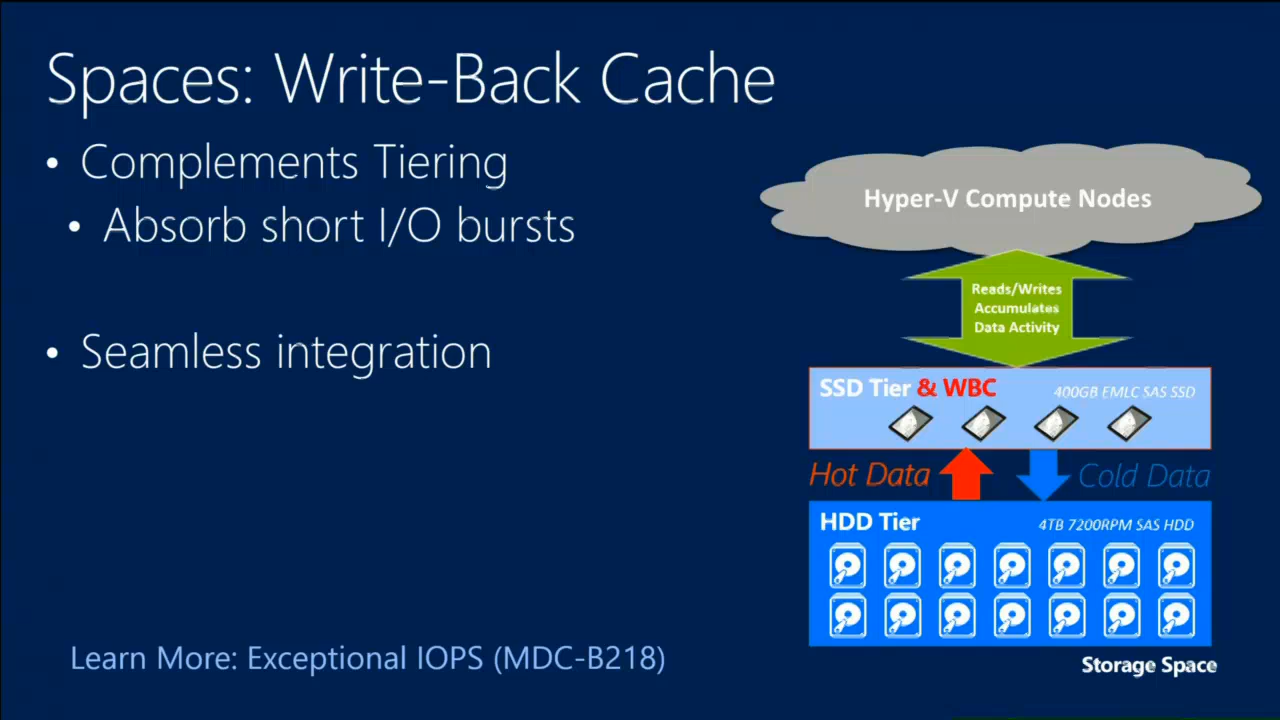 Spaces: Write-Back Cache
• Complements Tiering
• Absorb short I/O bursts
• Seamless integration
Learn More: Exceptional IOPS (MDC-B218)
Hyper-V Compute Nodes
Reads/Writes
Accumulates
Data Activity
SSD Tier & WBC
400GB EMLC SAS SSD
Hot Data
Cold Data
HDD Tier
4TB 7200RPM SAS HDD
Storage Space